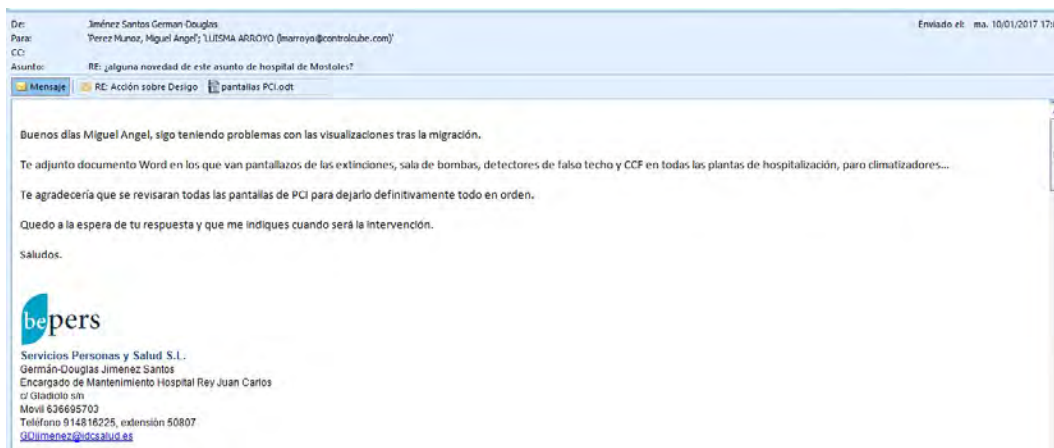 De: Jiménez Santos German-Douglas Enviado el: ma. 10/01/2017 17:
Para: 'Perez Munoz, Miguel Angel'; 'LUISMA ARROYO (lmarroyo@controlcube.com)'
CC:
Asunto: RE: ¿alguna novedad de este asunto de hospital de Mostoles?
Mensaje RE: Acción sobre Desigo pantallas PCI.odt
Buenos días Miguel Angel, sigo teniendo problemas con las visualizaciones tras la migración.
Te adjunto documento Word en los que van pantallazos de las extinciones, sala de bombas, detectores de falso techo y CCF en todas las plantas de hospitalización, paro climatizadores...
Te agradecería que se revisaran todas las pantallas de PCI para dejarlo definitivamente todo en orden.
Quedo a la espera de tu respuesta y que me indiques cuando será la intervención.
Saludos.
bepers
Servicios Personas y Salud S.L.
Germán-Douglas Jimenez Santos
Encargado de Mantenimiento Hospital Rey Juan Carlos
c/ Gladiolo s/n
Movil 636695703
Teléfono 914816225, extensión 50807
GDjimenez@idcsalud.es